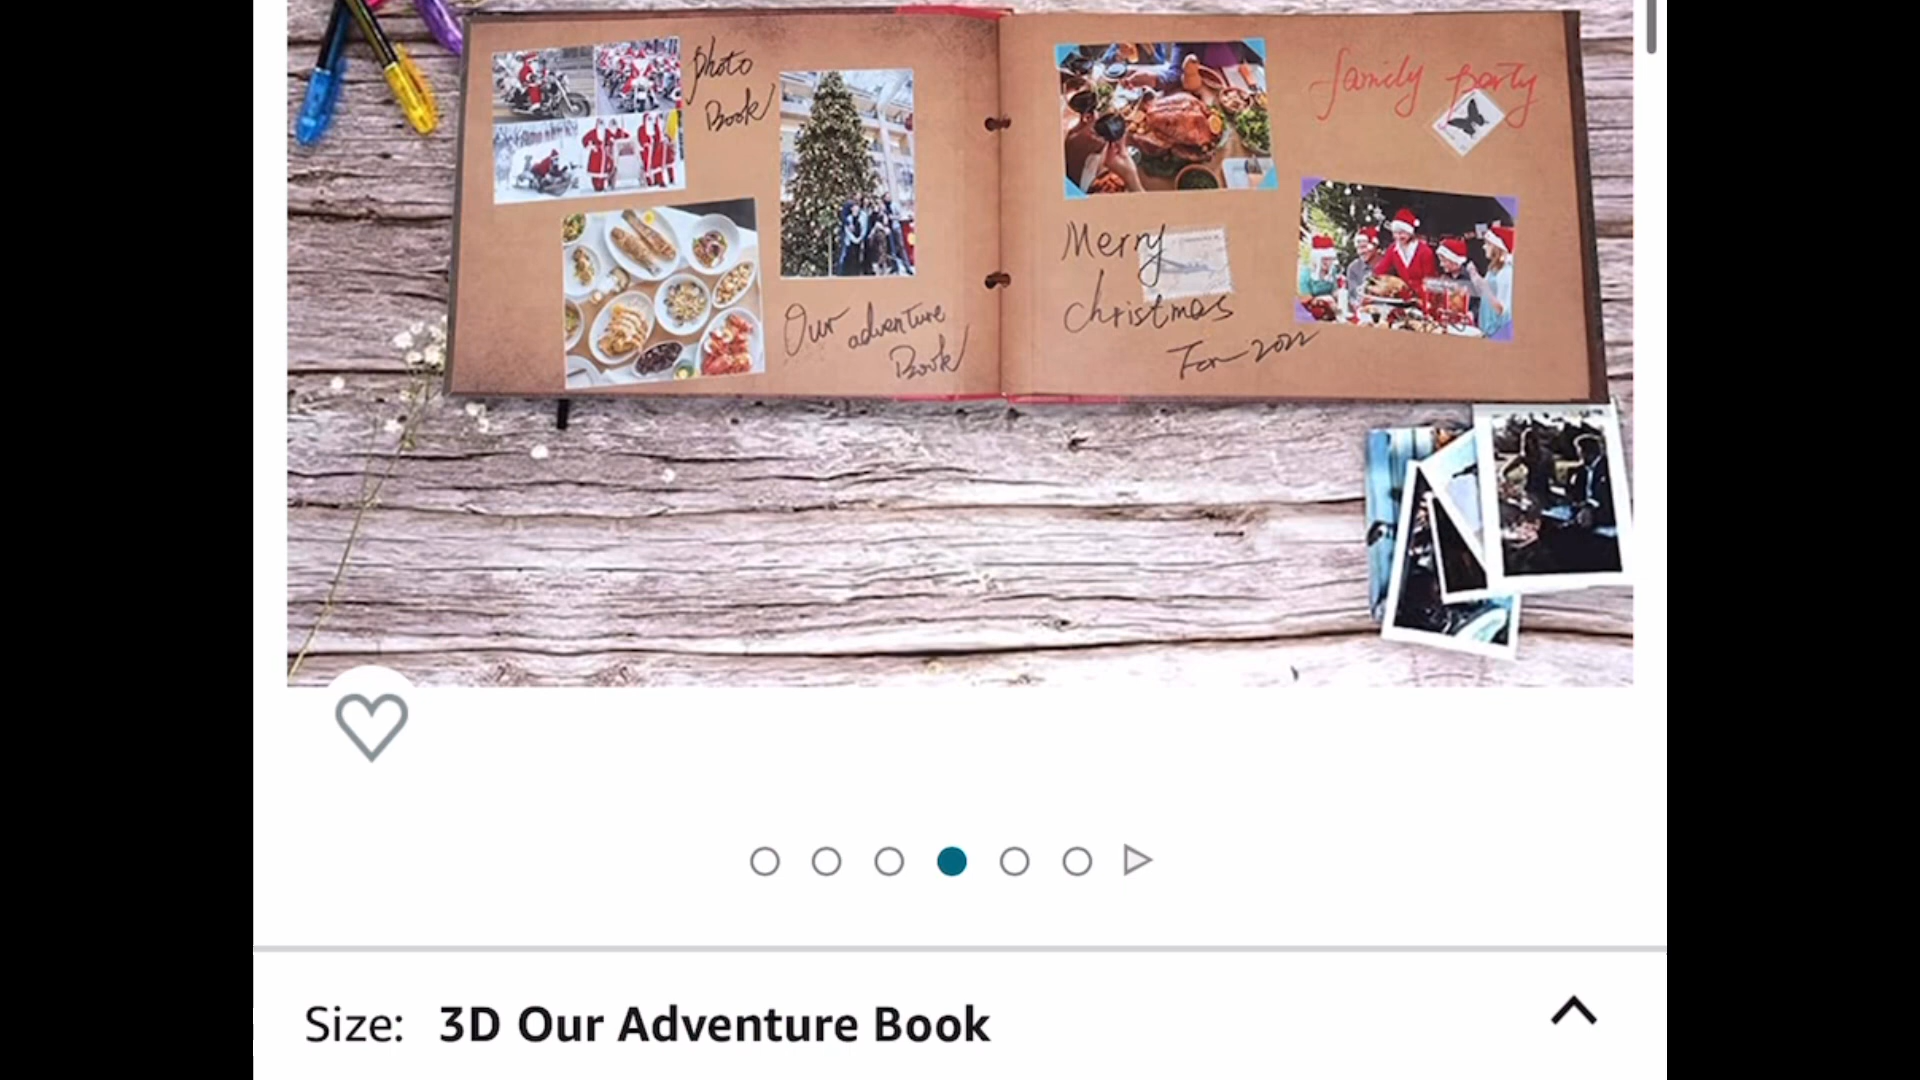 Photo
Book
Our adventure
Book
family party
Merry
christmas
For 2022
Size: 3D Our Adventure Book